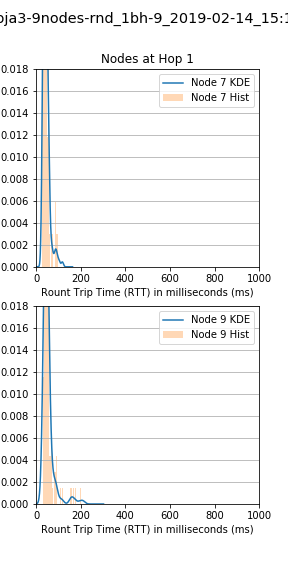 oja3-9nodes-rnd_1bh-9_2019-02-14_15:1
Nodes at Hop 1
0.018
0.016
0.014
0.012
0.010
0.008
0.006
0.004
0.002
0.000
Node 7 KDE
Node 7 Hist
0 200 400 600 800 1000
Rount Trip Time (RTT) in milliseconds (ms)
0.018
0.016
0.014
0.012
0.010
0.008
0.006
0.004
0.002
0.000
Node 9 KDE
Node 9 Hist
0 200 400 600 800 1000
Rount Trip Time (RTT) in milliseconds (ms)